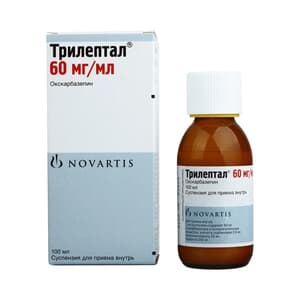 Трилептал®
60 мг/мл
Окскарбазепин
NOVARTIS
100 мл
Суспензия для приема внутрь
Трилептал® 60 мг/м
Окскарбазепин
100 мл
Суспензия для приема внутрь
NOVARTIS